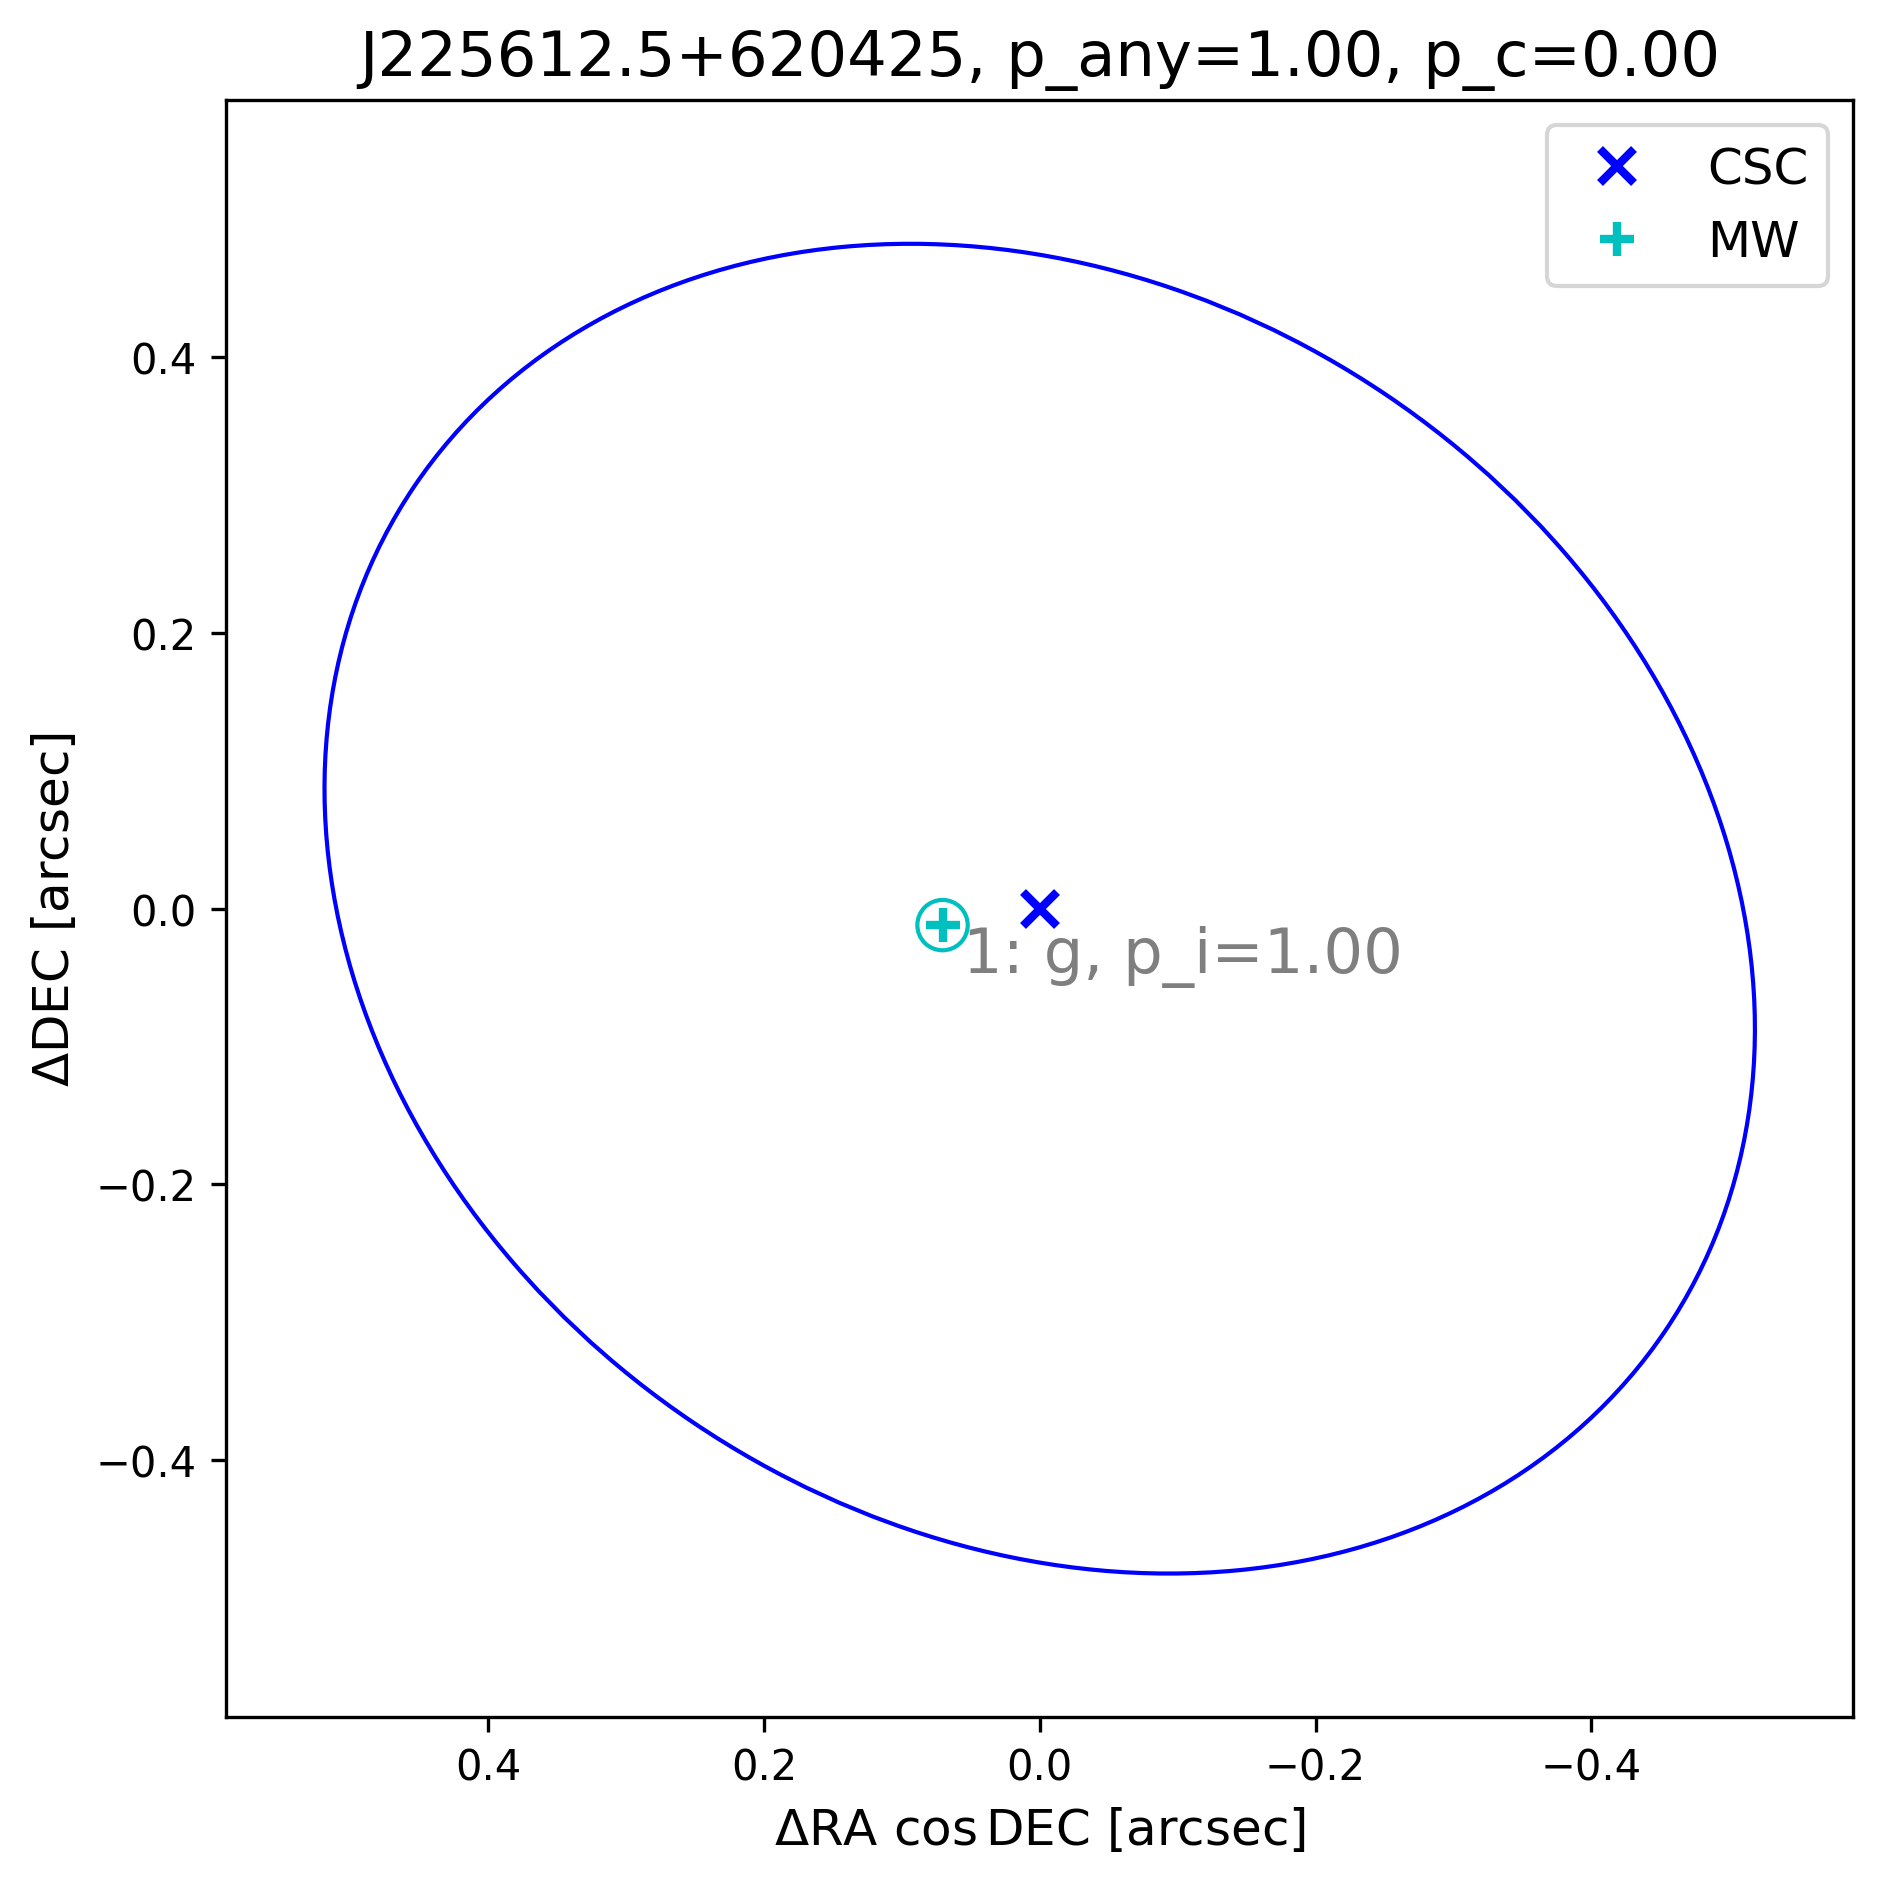 J225612.5+620425, p_any=1.00, p_c=0.00
CSC
MW
0.4
0.2
0.0
−0.2
−0.4
ΔDEC [arcsec]
1: g, p_i=1.00
0.4 0.2 0.0 −0.2 −0.4
ΔRA cos DEC [arcsec]